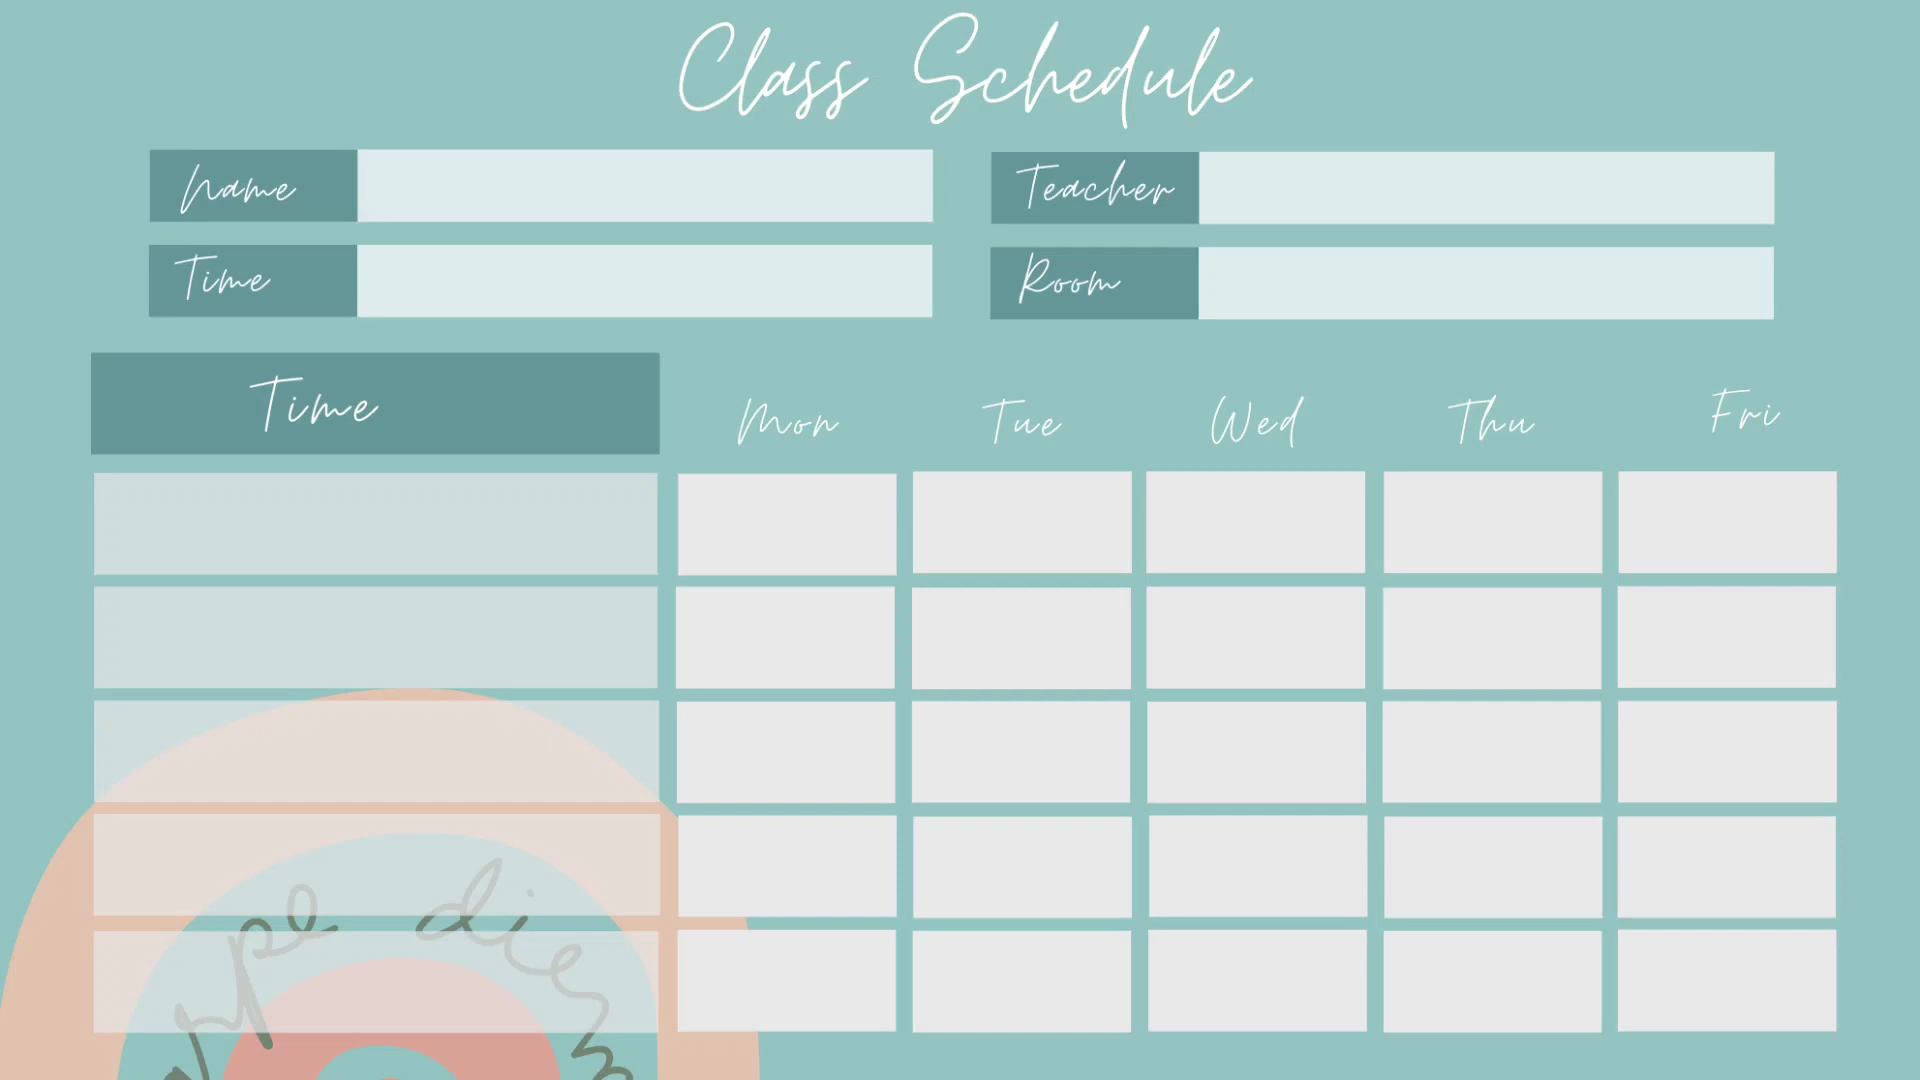 Class Schedule
Name
Teacher
Time
Room
Time Mon Tue Wed Thu Fri